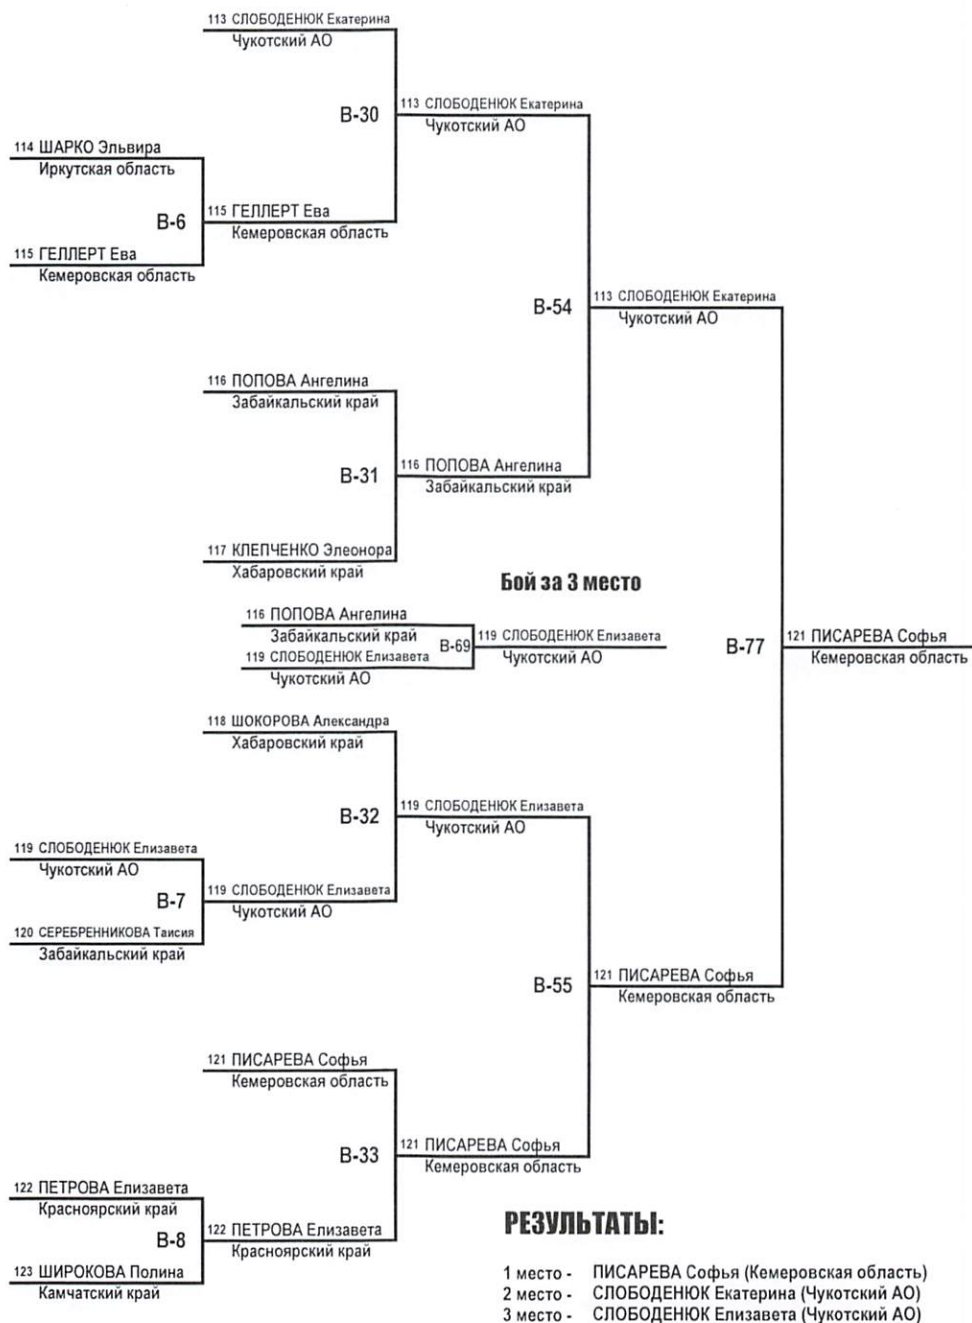 113 СЛОБОДЕНЮК Екатерина
Чукотский АО
В-30
113 СЛОБОДЕНЮК Екатерина
Чукотский АО
114 ШАРКО Эльвира
Иркутская область
В-6
115 ГЕЛЛЕРТ Ева
Кемеровская область
115 ГЕЛЛЕРТ Ева
Кемеровская область
В-54
113 СЛОБОДЕНЮК Екатерина
Чукотский АО
116 ПОПОВА Ангелина
Забайкальский край
В-31
116 ПОПОВА Ангелина
Забайкальский край
117 КЛЕПЧЕНКО Элеонора
Хабаровский край
Бой за 3 место
116 ПОПОВА Ангелина
Забайкальский край
В-69
119 СЛОБОДЕНЮК Елизавета
Чукотский АО
119 СЛОБОДЕНЮК Елизавета
Чукотский АО
В-77
121 ПИСАРЕВА Софья
Кемеровская область
118 ШОКОРОВА Александра
Хабаровский край
В-32
119 СЛОБОДЕНЮК Елизавета
Чукотский АО
119 СЛОБОДЕНЮК Елизавета
Чукотский АО
В-7
119 СЛОБОДЕНЮК Елизавета
Чукотский АО
120 СЕРЕБРЕННИКОВА Таисия
Забайкальский край
В-55
121 ПИСАРЕВА Софья
Кемеровская область
121 ПИСАРЕВА Софья
Кемеровская область
В-33
121 ПИСАРЕВА Софья
Кемеровская область
122 ПЕТРОВА Елизавета
Красноярский край
В-8
122 ПЕТРОВА Елизавета
Красноярский край
123 ШИРОКОВА Полина
Камчатский край
РЕЗУЛЬТАТЫ:
1 место - ПИСАРЕВА Софья (Кемеровская область)
2 место - СЛОБОДЕНЮК Екатерина (Чукотский АО)
3 место - СЛОБОДЕНЮК Елизавета (Чукотский АО)